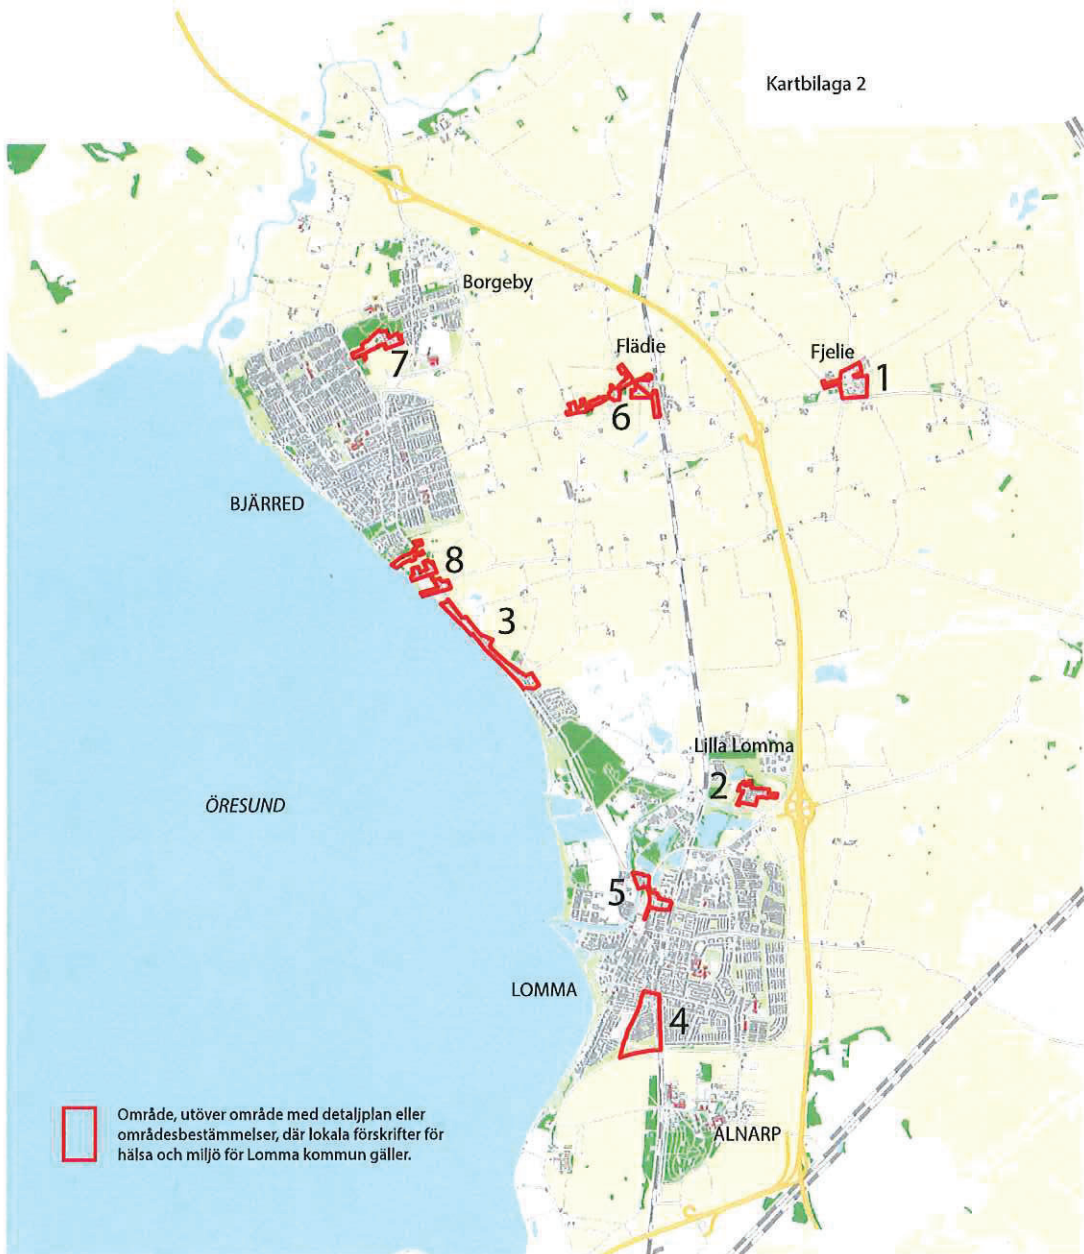 Kartbilaga 2
Borgeby
Flädie
Fjelie
7
1
6
BJÄRRED
8
3
Lilla Lomma
2
ÖRESUND
5
LOMMA
4
Område, utöver område med detaljplan eller
områdesbestämmelser, där lokala förskrifter för
hälsa och miljö för Lomma kommun gäller.
ALNARP